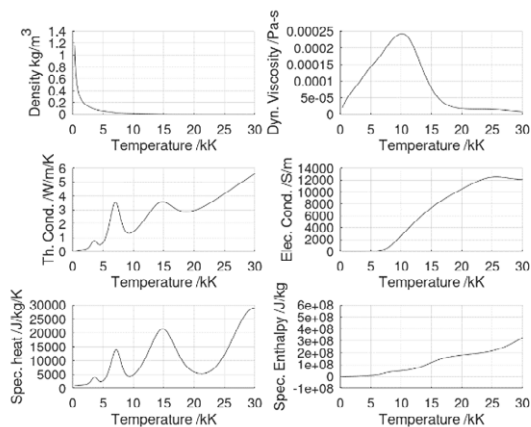 Density kg/m³
1.4
1.2
1
0.8
0.6
0.4
0.2
0
0 5 10 15 20 25 30
Temperature /kK
Dyn. Viscosity /Pa-s
0.00025
0.0002
0.00015
0.0001
5e-05
0
0 5 10 15 20 25 30
Temperature /kK
Th. Cond. /W/m/K
6
5
4
3
2
1
0
0 5 10 15 20 25 30
Temperature /kK
Elec. Cond. /S/m
14000
12000
10000
8000
6000
4000
2000
0
0 5 10 15 20 25 30
Temperature /kK
Spec. heat /J/kg/K
30000
25000
20000
15000
10000
5000
0
0 5 10 15 20 25 30
Temperature /kK
Spec. Enthalpy /J/kg
6e+08
5e+08
4e+08
3e+08
2e+08
1e+08
0
-1e+08
0 5 10 15 20 25 30
Temperature /kK